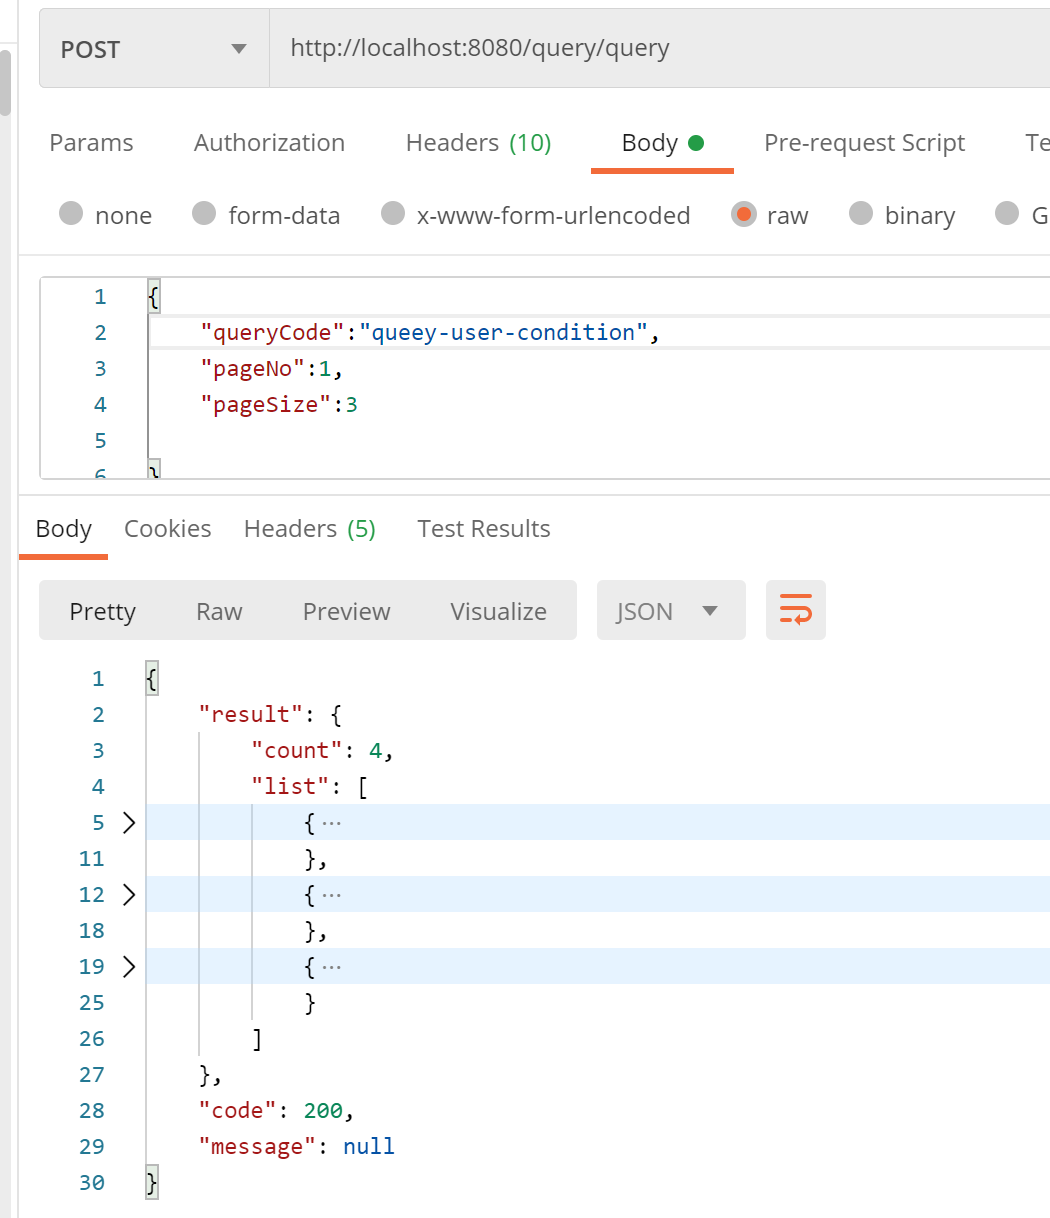 POST http://localhost:8080/query/query
Params Authorization Headers (10) Body Pre-request Script Te
none form-data x-www-form-urlencoded raw binary G
1 {
2 "queryCode":"queey-user-condition",
3 "pageNo":1,
4 "pageSize":3
5
6 }
Body Cookies Headers (5) Test Results
Pretty Raw Preview Visualize JSON
1 {
2 "result": {
3 "count": 4,
4 "list": [
5 { ···
11 },
12 { ···
18 },
19 { ···
25 }
26 ]
27 },
28 "code": 200,
29 "message": null
30 }